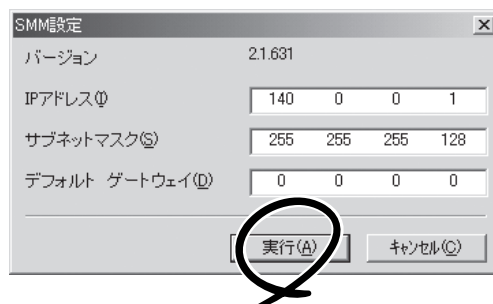 SMM設定
バージョン 2.1.631
IPアドレス(I) 140 0 0 1
サブネットマスク(S) 255 255 255 128
デフォルト ゲートウェイ(D) 0 0 0 0
実行(A) キャンセル(C)